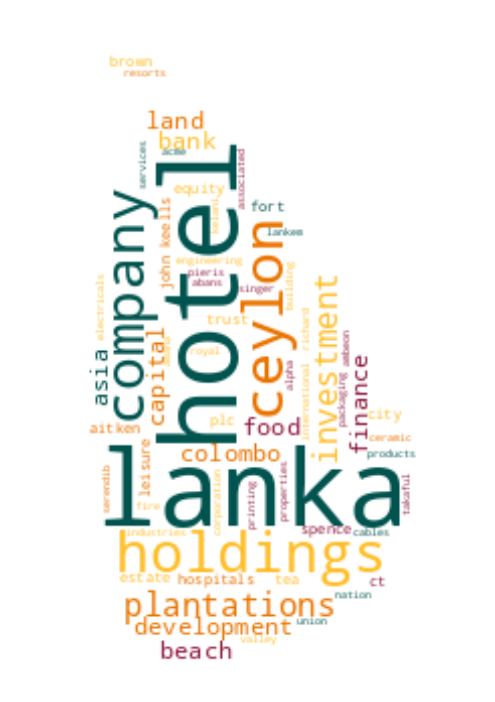 brown
resorts
land
bank
acme
services
hotel
associated
equity
company
john keells
kelani
fort
ceylon
lankem
engineering
pieris
abans
singer
building
electricals
investment
trust
richard
capital
asia
royal
ambeon
finance
alpha
international
packaging
plc
food
city
aitken
ceramic
colombo
leisure
products
lanka
serendib
corporation
printing
properties
takaful
fire
industries
spence
cables
holdings
estate
hospitals
tea
ct
plantations
nation
development
union
valley
beach